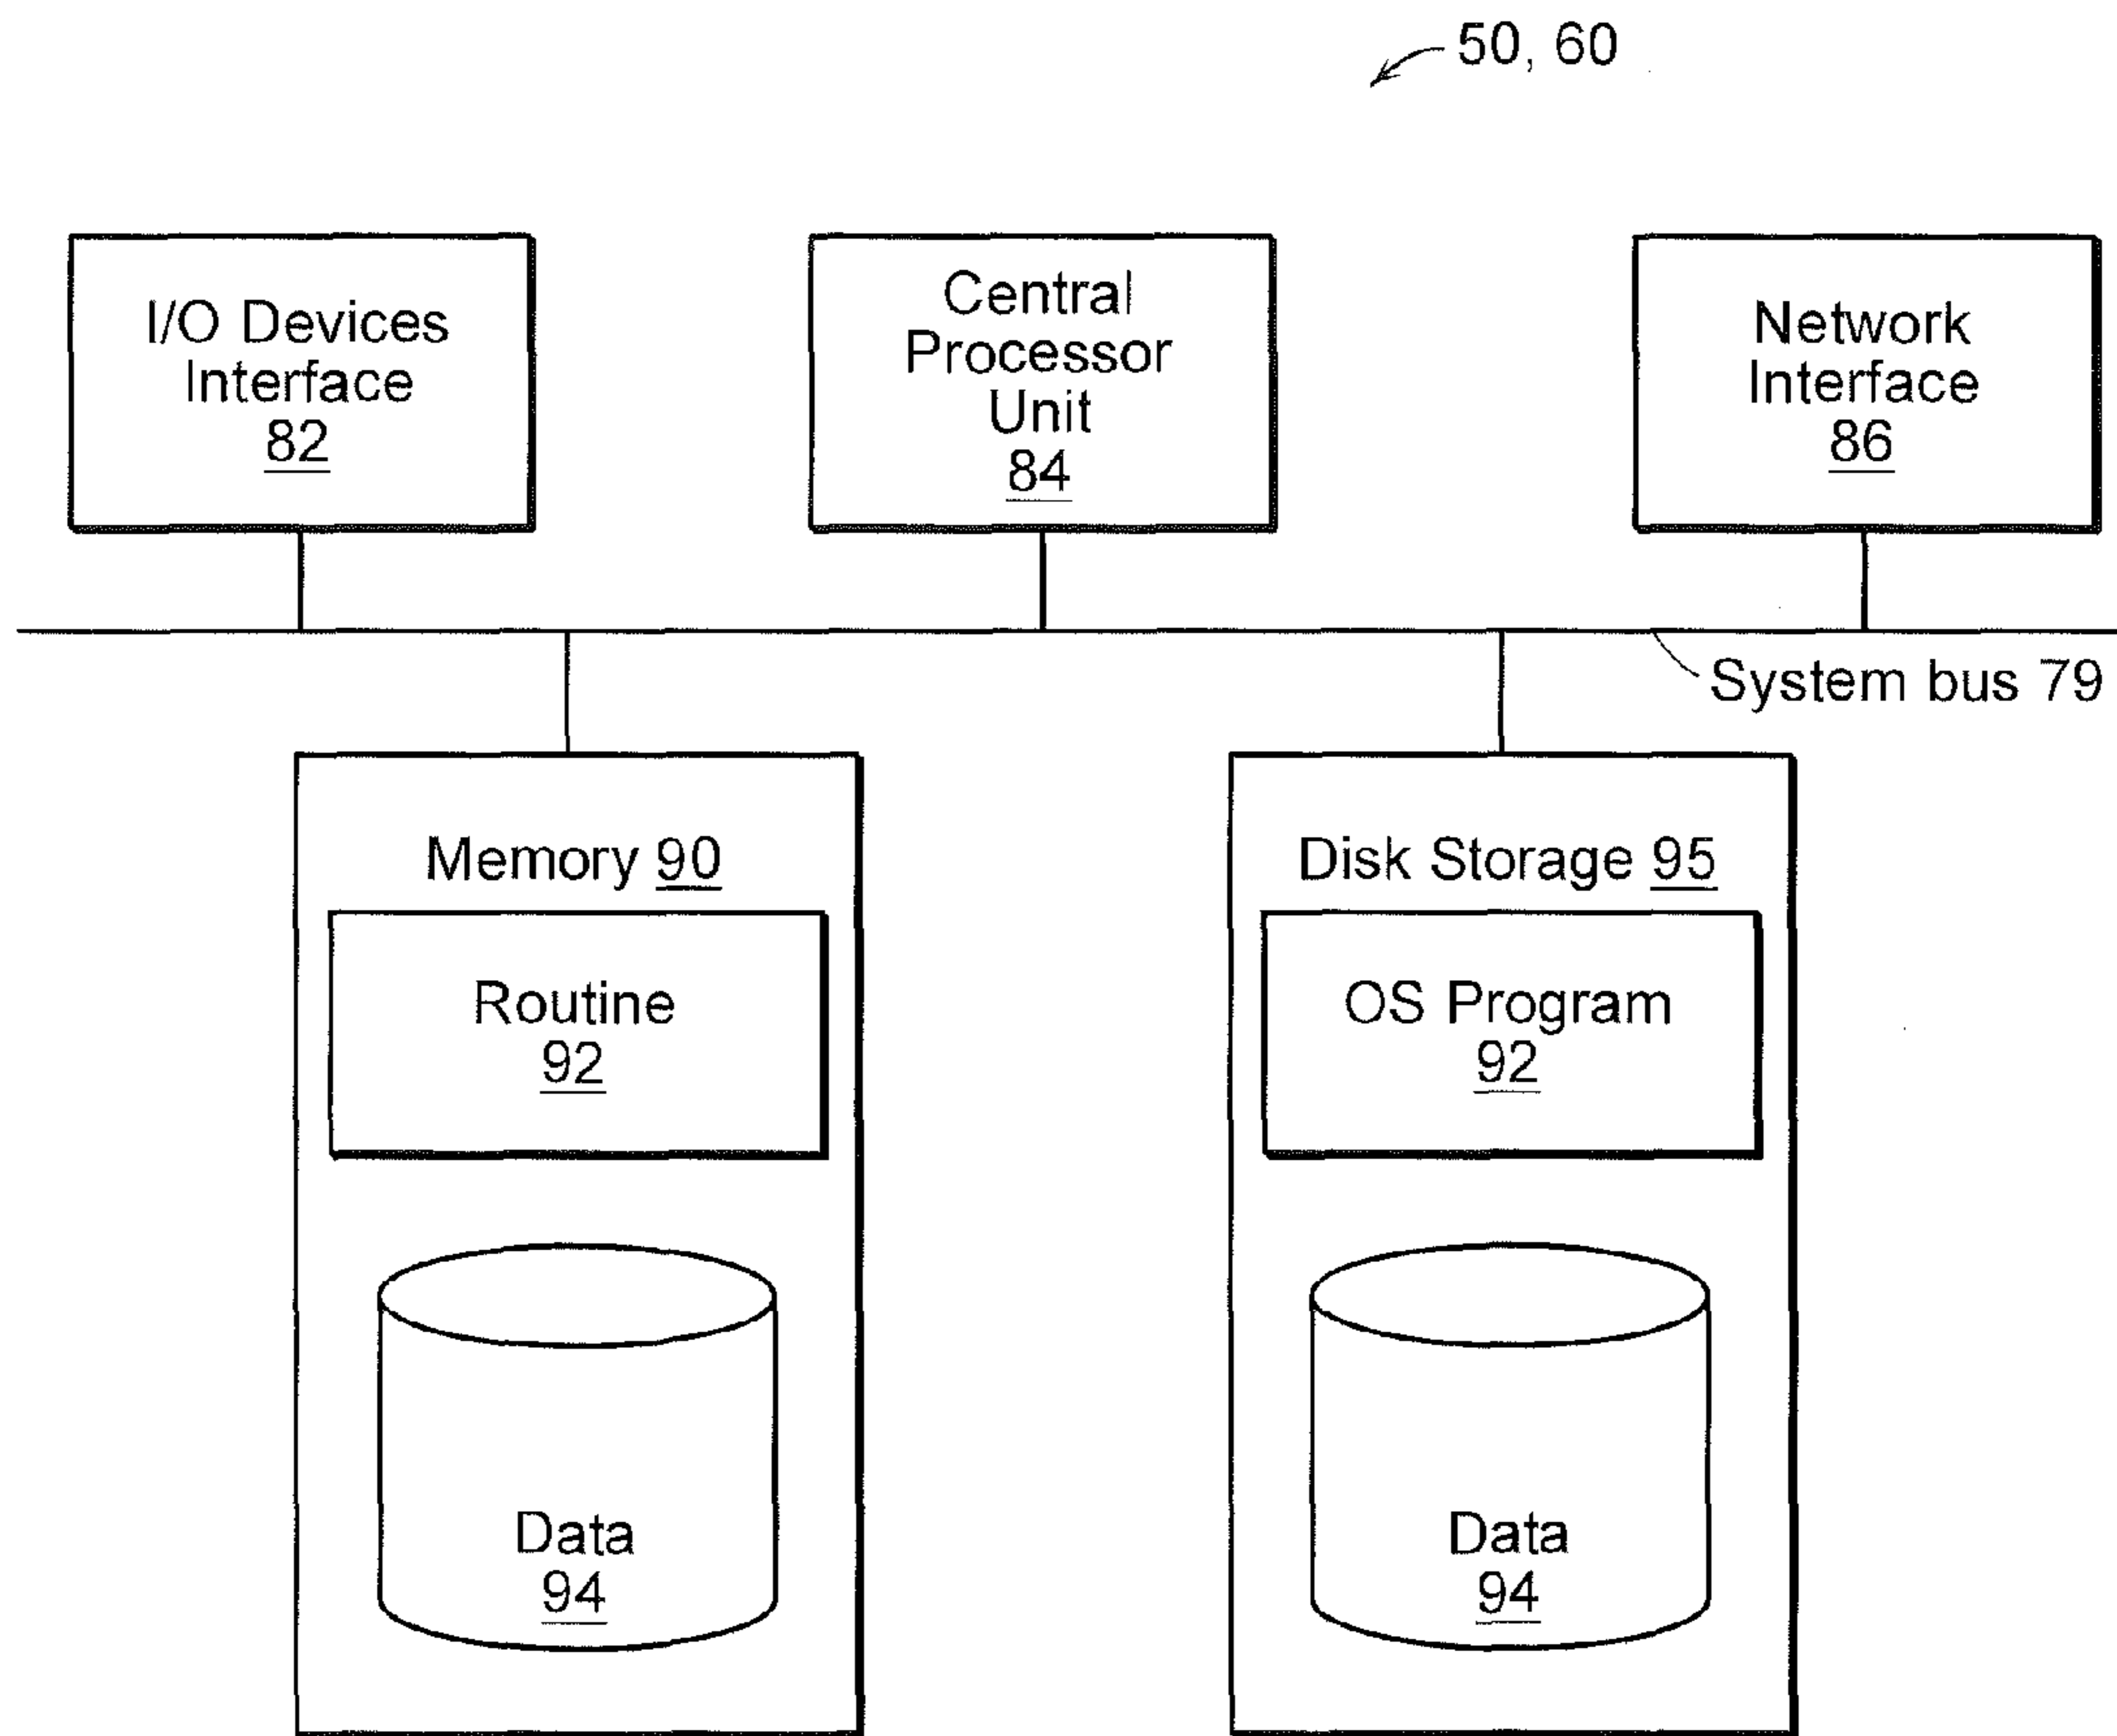 50, 60
I/O Devices
Interface
82
Central
Processor
Unit
84
Network
Interface
86
System bus 79
Memory 90
Routine
92
Data
94
Disk Storage 95
OS Program
92
Data
94